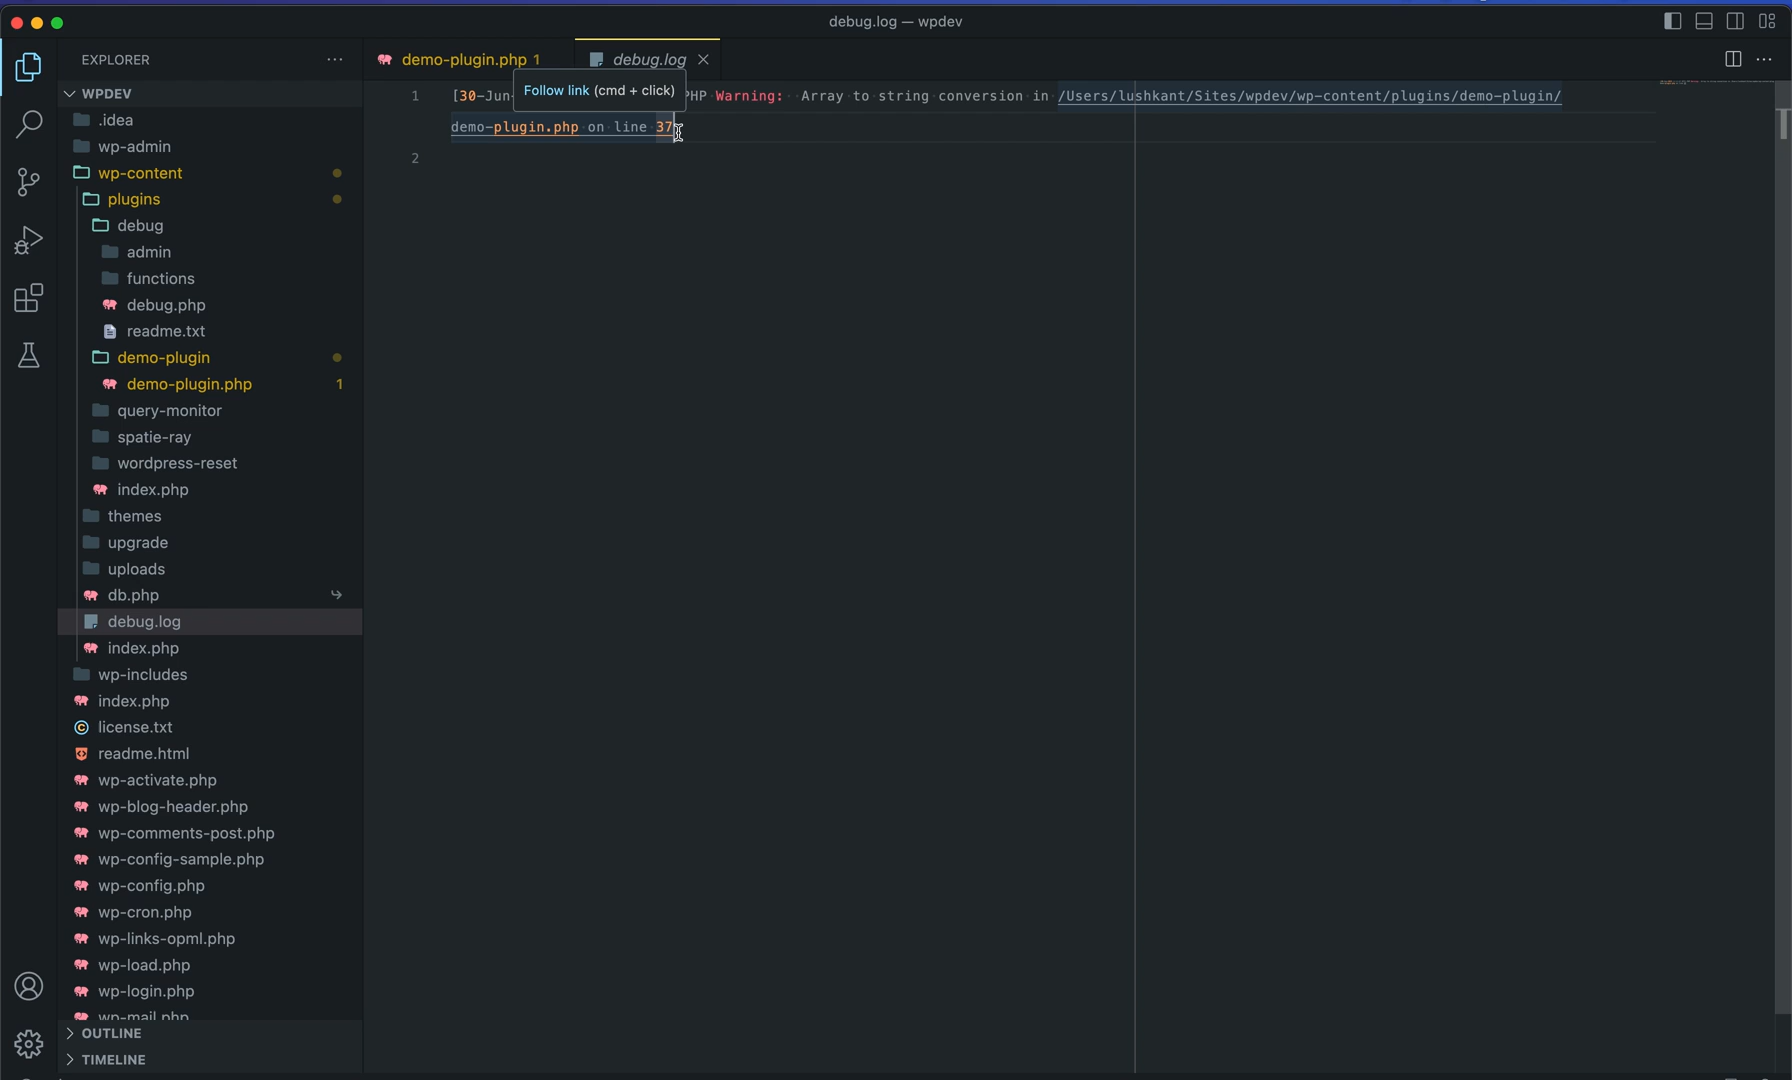 debug.log — wpdev
EXPLORER
demo-plugin.php 1
debug.log
WPDEV
.idea
wp-admin
wp-content
plugins
debug
admin
functions
debug.php
readme.txt
demo-plugin
demo-plugin.php 1
query-monitor
spatie-ray
wordpress-reset
index.php
themes
upgrade
uploads
db.php
debug.log
index.php
wp-includes
index.php
license.txt
readme.html
wp-activate.php
wp-blog-header.php
wp-comments-post.php
wp-config-sample.php
wp-config.php
wp-cron.php
wp-links-opml.php
wp-load.php
wp-login.php
wp-mail.php
OUTLINE
TIMELINE
Follow link (cmd + click)
1 [30-Jun- PHP Warning:  Array to string conversion in /Users/lushkant/Sites/wpdev/wp-content/plugins/demo-plugin/
demo-plugin.php on line 37
2